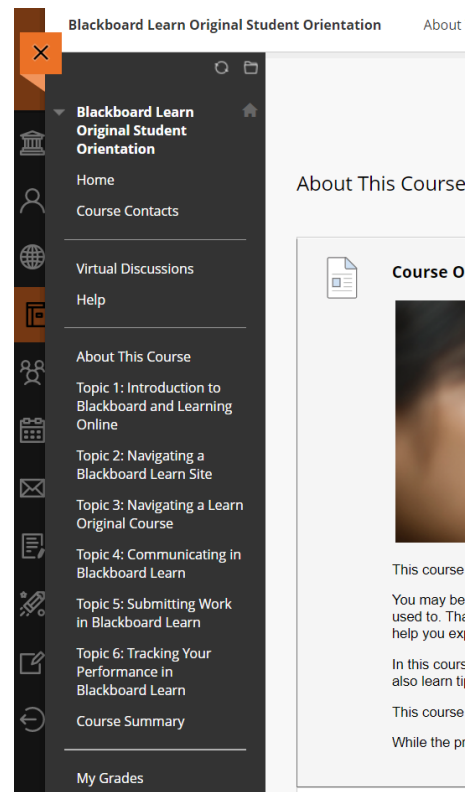 Blackboard Learn Original Student Orientation
About
Blackboard Learn
Original Student
Orientation
Home
Course Contacts
Virtual Discussions
Help
About This Course
Topic 1: Introduction to
Blackboard and Learning
Online
Topic 2: Navigating a
Blackboard Learn Site
Topic 3: Navigating a Learn
Original Course
Topic 4: Communicating in
Blackboard Learn
Topic 5: Submitting Work
in Blackboard Learn
Topic 6: Tracking Your
Performance in
Blackboard Learn
Course Summary
My Grades
About This Course
Course O
This course
You may be
used to. Tha
help you exp
In this cours
also learn tip
This course
While the pr